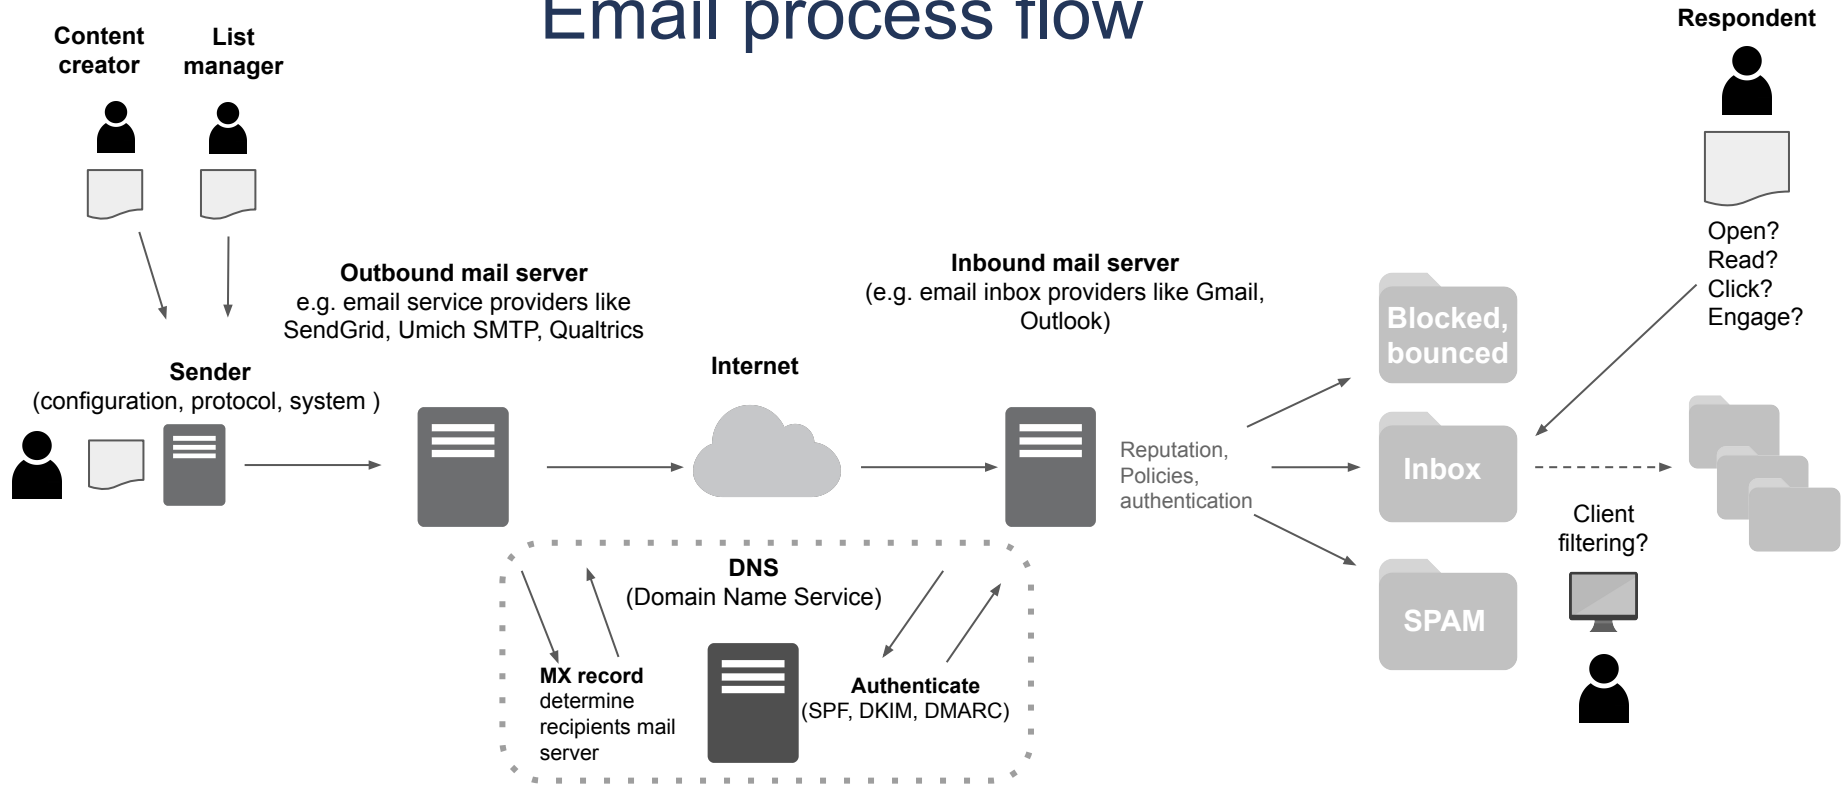 Email process flow
Content
creator
List
manager
Respondent
Open?
Read?
Click?
Engage?
Outbound mail server
e.g. email service providers like
SendGrid, Umich SMTP, Qualtrics
Inbound mail server
(e.g. email inbox providers like Gmail,
Outlook)
Sender
(configuration, protocol, system )
Internet
Reputation,
Policies,
authentication
Blocked,
bounced
Inbox
SPAM
Client
filtering?
DNS
(Domain Name Service)
MX record
determine
recipients mail
server
Authenticate
(SPF, DKIM, DMARC)